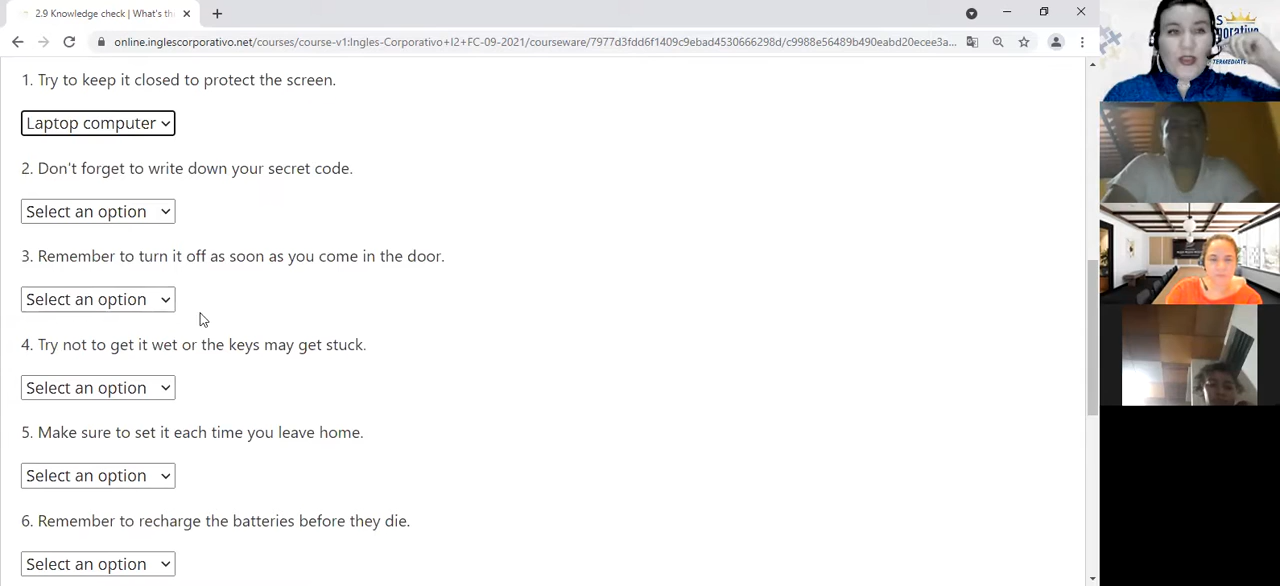 2.9 Knowledge check | What's th
online.inglescorporativo.net/courses/course-v1:Ingles-Corporativo+I2+FC-09-2021/courseware/7977d3fdd6f1409c9ebad4530666298d/c9988e56489b490eabd20ecee3a...
1. Try to keep it closed to protect the screen.
Laptop computer
2. Don't forget to write down your secret code.
Select an option
3. Remember to turn it off as soon as you come in the door.
Select an option
4. Try not to get it wet or the keys may get stuck.
Select an option
5. Make sure to set it each time you leave home.
Select an option
6. Remember to recharge the batteries before they die.
Select an option